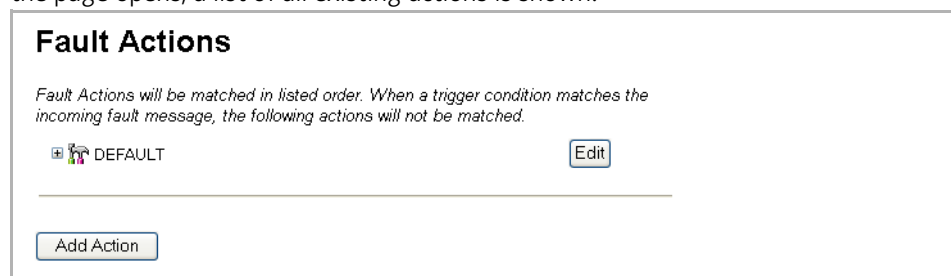 the page opens, a list of all existing actions is shown.
Fault Actions
Fault Actions will be matched in listed order. When a trigger condition matches the
incoming fault message, the following actions will not be matched.
DEFAULT Edit
Add Action